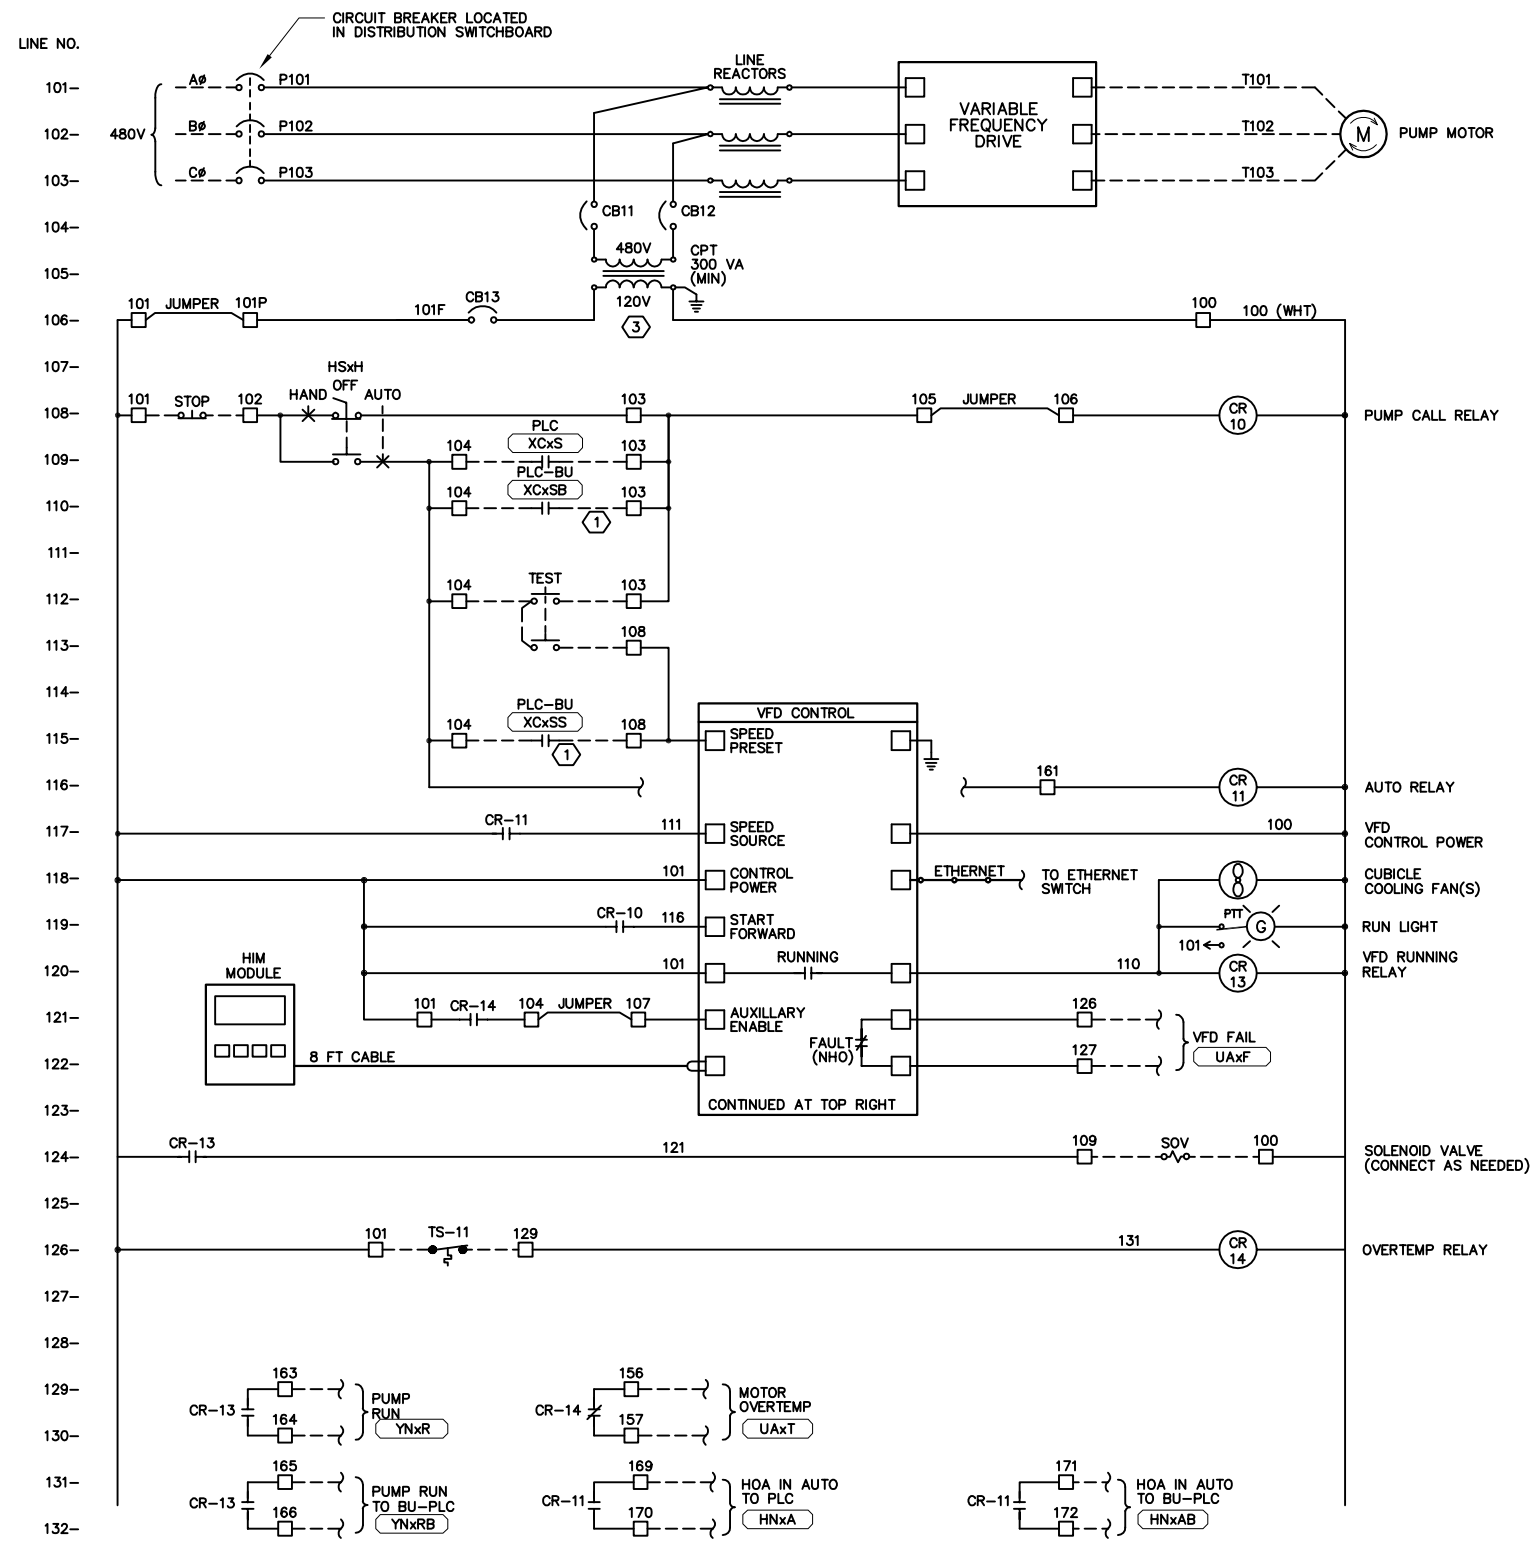 CIRCUIT BREAKER LOCATED
IN DISTRIBUTION SWITCHBOARD
LINE NO.
LINE
REACTORS
101-
AØ
P101
T101
480V
102-
BØ
P102
VARIABLE
FREQUENCY
DRIVE
T102
M
PUMP MOTOR
103-
CØ
P103
T103
104-
CB11
CB12
480V
CPT
300 VA
(MIN)
105-
120V
3
106-
101
JUMPER
101P
101F
CB13
100
100 (WHT)
107-
HSxH
OFF
HAND
AUTO
108-
101
STOP
102
103
105
JUMPER
106
CR
10
PUMP CALL RELAY
PLC
XCxS
109-
104
103
PLC-BU
XCxSB
110-
104
103
1
111-
TEST
112-
104
103
113-
108
114-
PLC-BU
XCxSS
VFD CONTROL
115-
104
108
1
SPEED
PRESET
116-
161
CR
11
AUTO RELAY
117-
CR-11
111
SPEED
SOURCE
100
VFD
CONTROL POWER
118-
101
CONTROL
POWER
ETHERNET
TO ETHERNET
SWITCH
CUBICLE
COOLING FAN(S)
119-
CR-10
116
START
FORWARD
PTT
G
RUN LIGHT
101
HIM
MODULE
120-
101
RUNNING
110
CR
13
VFD RUNNING
RELAY
121-
101
CR-14
104
JUMPER
107
AUXILLARY
ENABLE
126
FAULT
(NHO)
VFD FAIL
UAxF
122-
8 FT CABLE
127
123-
CONTINUED AT TOP RIGHT
124-
CR-13
121
109
SOV
100
SOLENOID VALVE
(CONNECT AS NEEDED)
125-
126-
101
TS-11
129
131
CR
14
OVERTEMP RELAY
127-
128-
129-
163
156
CR-13
PUMP
RUN
YNxR
CR-14
MOTOR
OVERTEMP
UAxT
130-
164
157
131-
165
169
171
CR-13
PUMP RUN
TO BU-PLC
YNxRB
CR-11
HOA IN AUTO
TO PLC
HNxA
CR-11
HOA IN AUTO
TO BU-PLC
HNxAB
132-
166
170
172